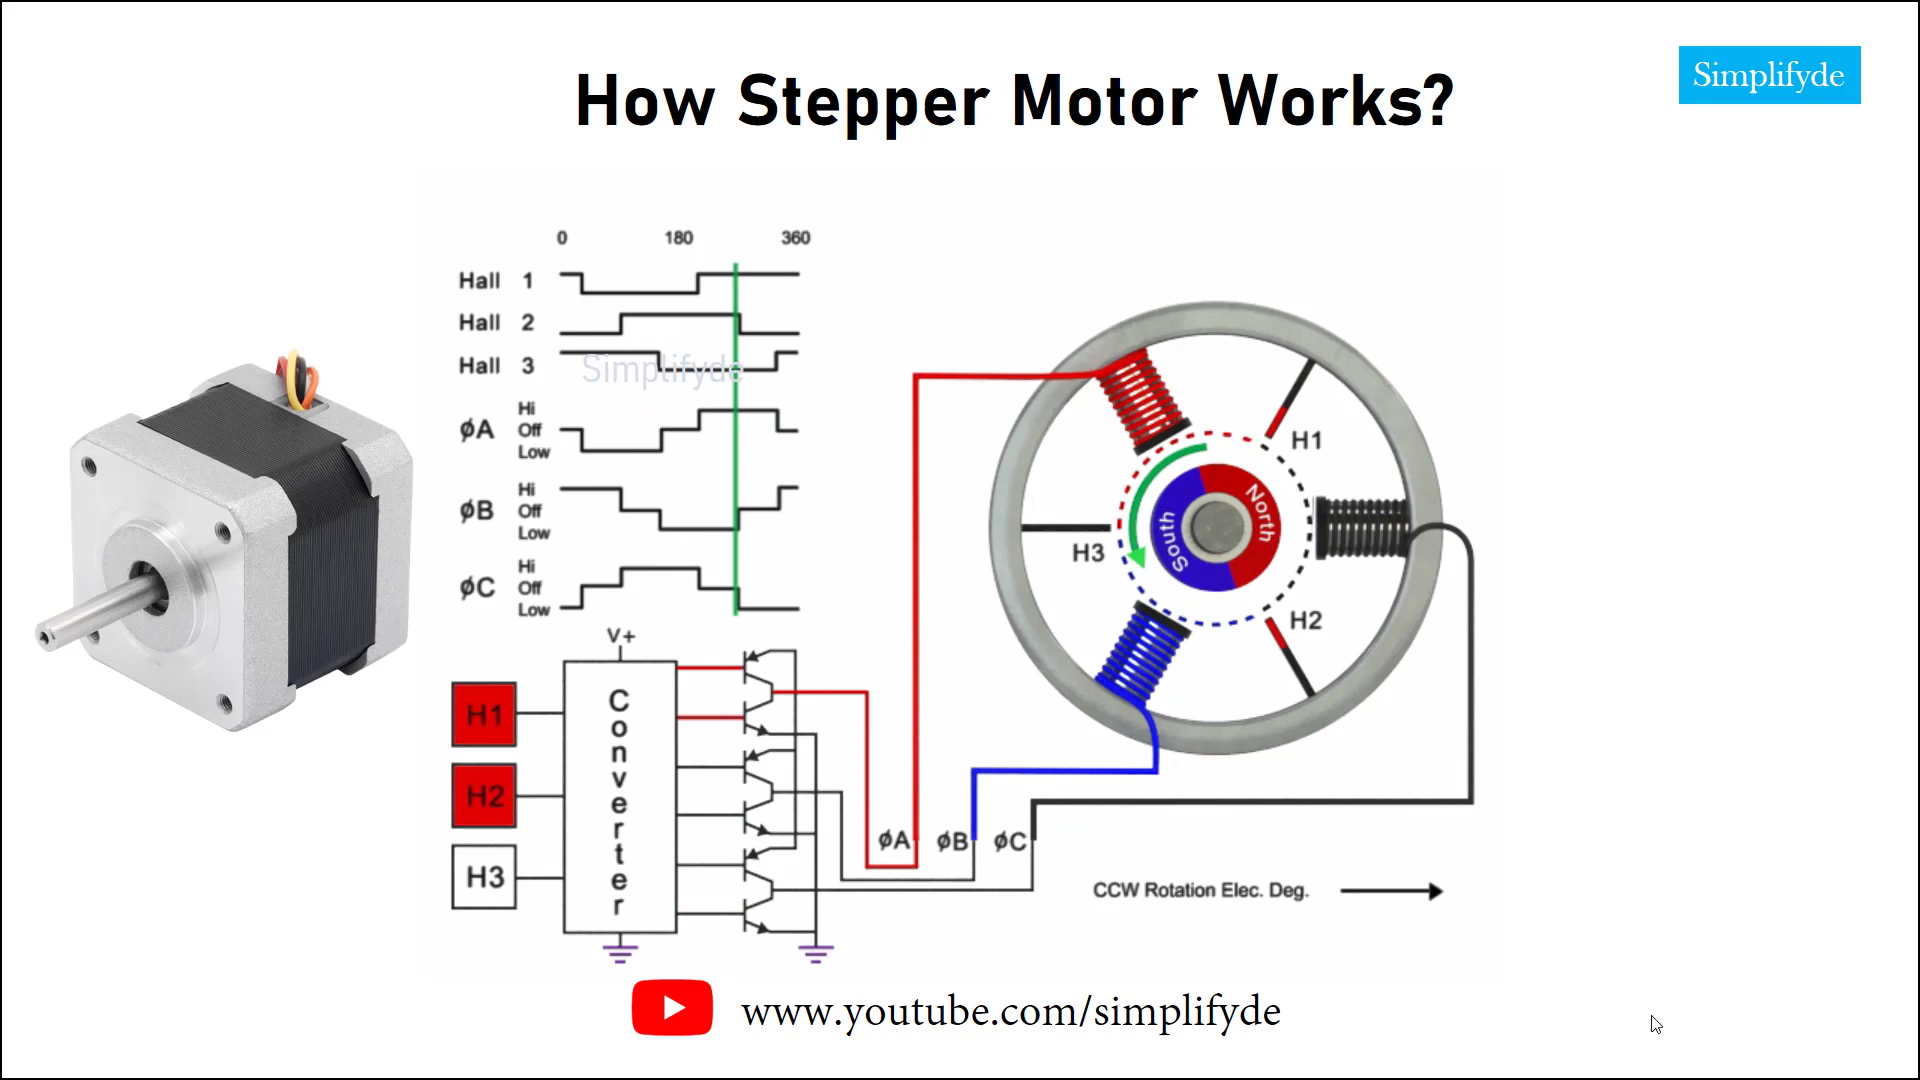 How Stepper Motor Works?
Simplifyde
0 180 360
Hall 1
Hall 2
Hall 3
Simplifyde
øA Hi Off Low
øB Hi Off Low
øC Hi Off Low
V+
H1
H2
H3
Converter
øA øB øC
H1
H2
H3
North
South
CCW Rotation Elec. Deg.
www.youtube.com/simplifyde